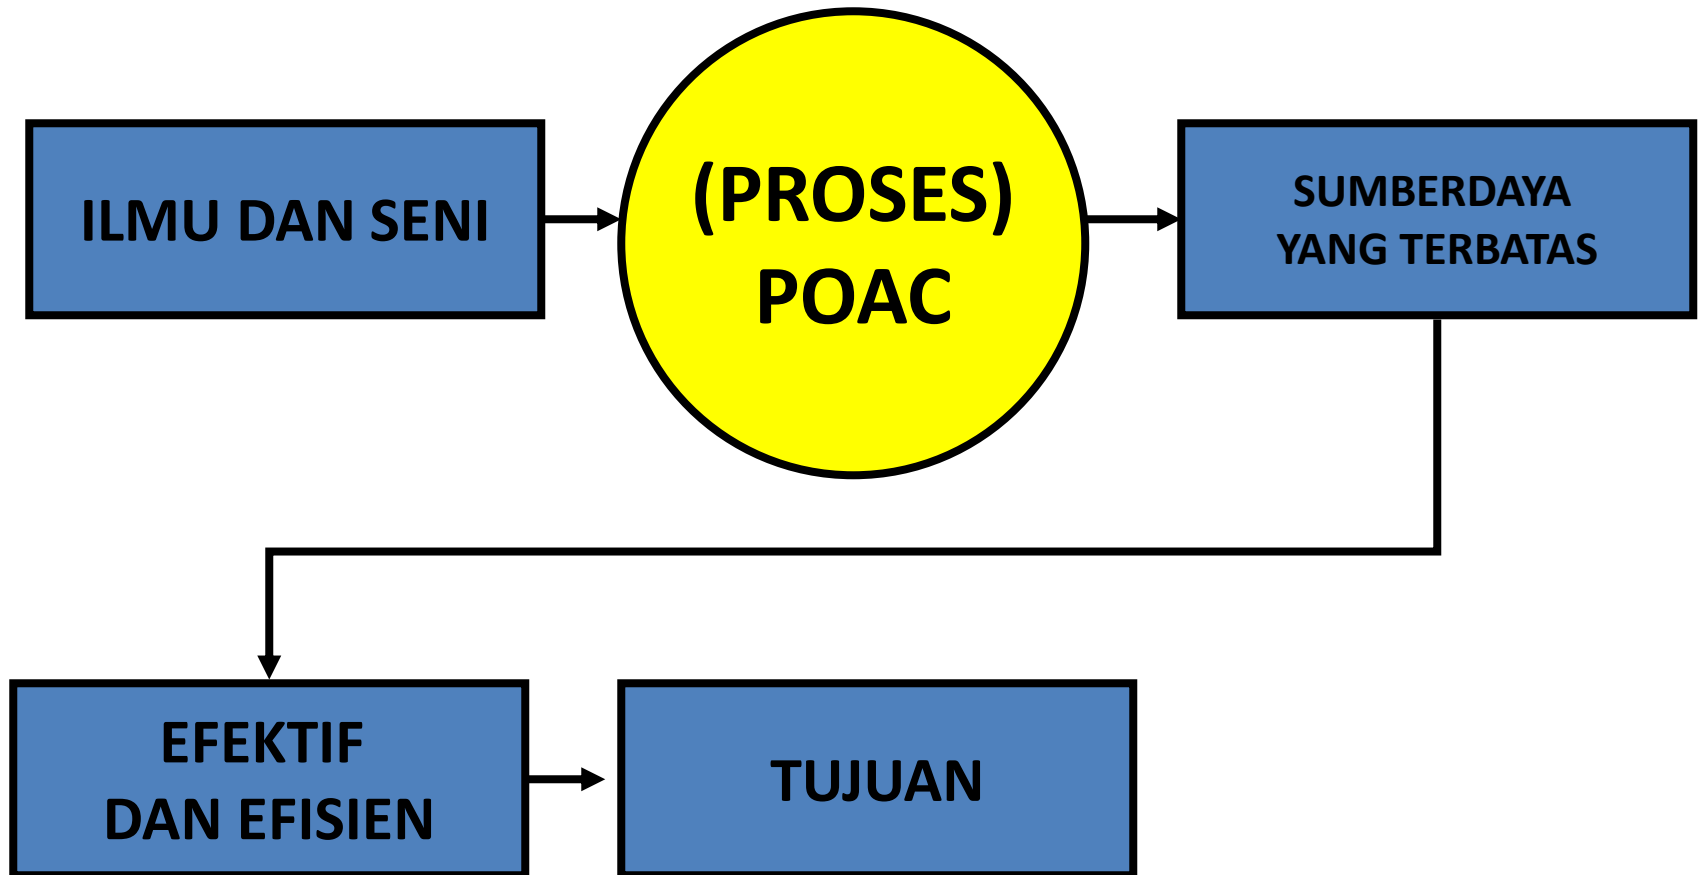 ILMU DAN SENI
(PROSES)
POAC
SUMBERDAYA
YANG TERBATAS
EFEKTIF
DAN EFISIEN
TUJUAN